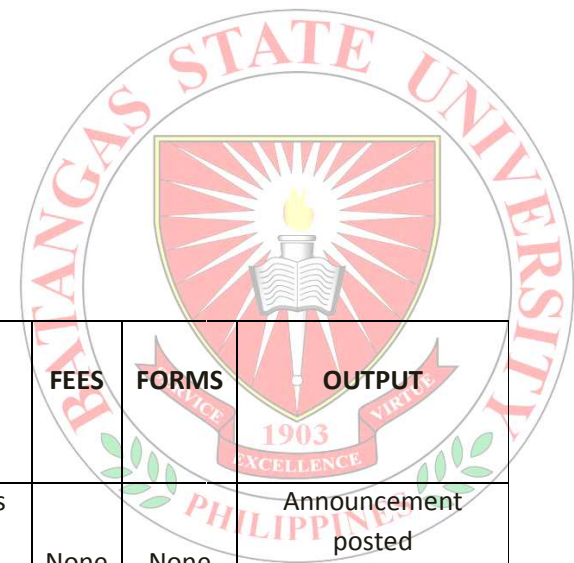 BATANGAS STATE UNIVERSITY
FEES FORMS OUTPUT
SERVICE
VIRTUE
1903
EXCELLENCE
PHILIPPINES
s
Announcement
posted
None None